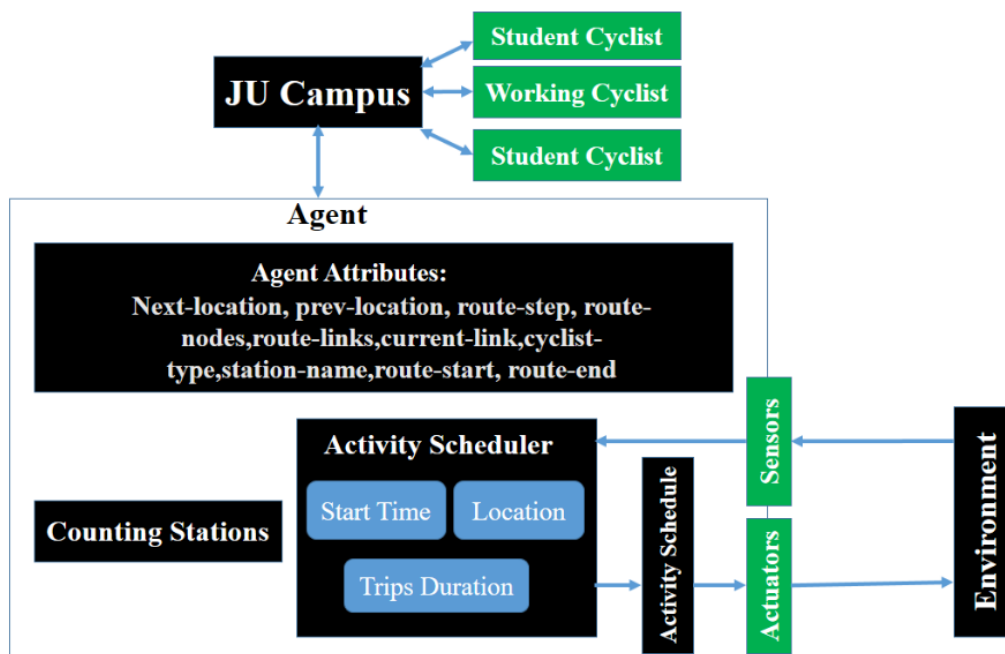 Student Cyclist
JU Campus
Working Cyclist
Student Cyclist
Agent
Agent Attributes:
Next-location, prev-location, route-step, route-
nodes,route-links,current-link,cyclist-
type,station-name,route-start, route-end
Activity Scheduler
Start Time
Location
Trips Duration
Counting Stations
Activity Schedule
Sensors
Actuators
Environment